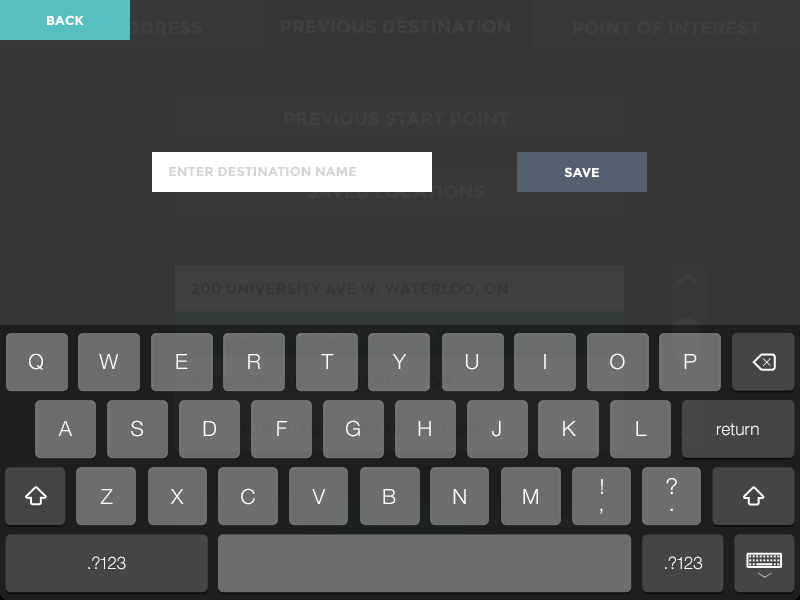 BACK
DDRESS
PREVIOUS DESTINATION
POINT OF INTEREST
PREVIOUS START POINT
ENTER DESTINATION NAME
SAVE
SAVED LOCATIONS
200 UNIVERSITY AVE W. WATERLOO, ON
Q W E R T Y U I O P
A S D F G H J K L return
Z X C V B N M ! , ? .
.?123 .?123